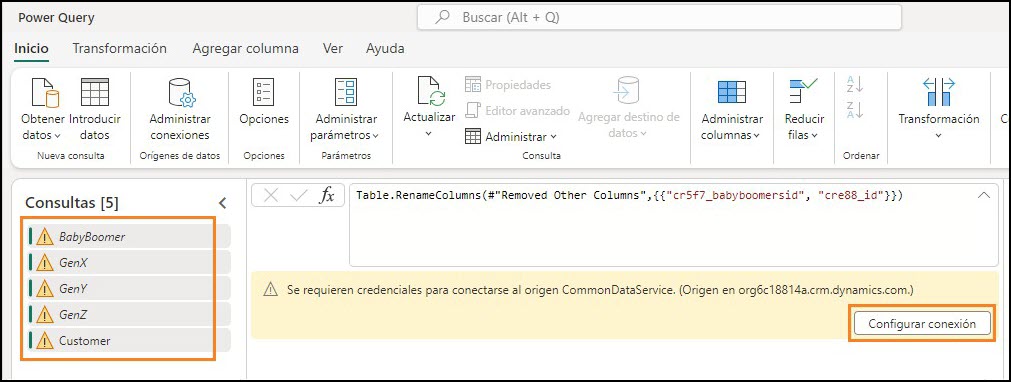 Power Query
Buscar (Alt + Q)
Inicio Transformación Agregar columna Ver Ayuda
Obtener datos
Introducir datos
Nueva consulta
Administrar conexiones
Orígenes de datos
Opciones
Opciones
Administrar parámetros
Parámetros
Actualizar
Propiedades
Editor avanzado
Administrar
Agregar destino de datos
Consulta
Administrar columnas
Reducir filas
A
Z
Z
A
Ordenar
Transformación
C
Consultas [5]
BabyBoomer
GenX
GenY
GenZ
Customer
fx
Table.RenameColumns(#"Removed Other Columns",{{"cr5f7_babyboomersid", "cre88_id"}})
Se requieren credenciales para conectarse al origen CommonDataService. (Origen en org6c18814a.crm.dynamics.com.)
Configurar conexión